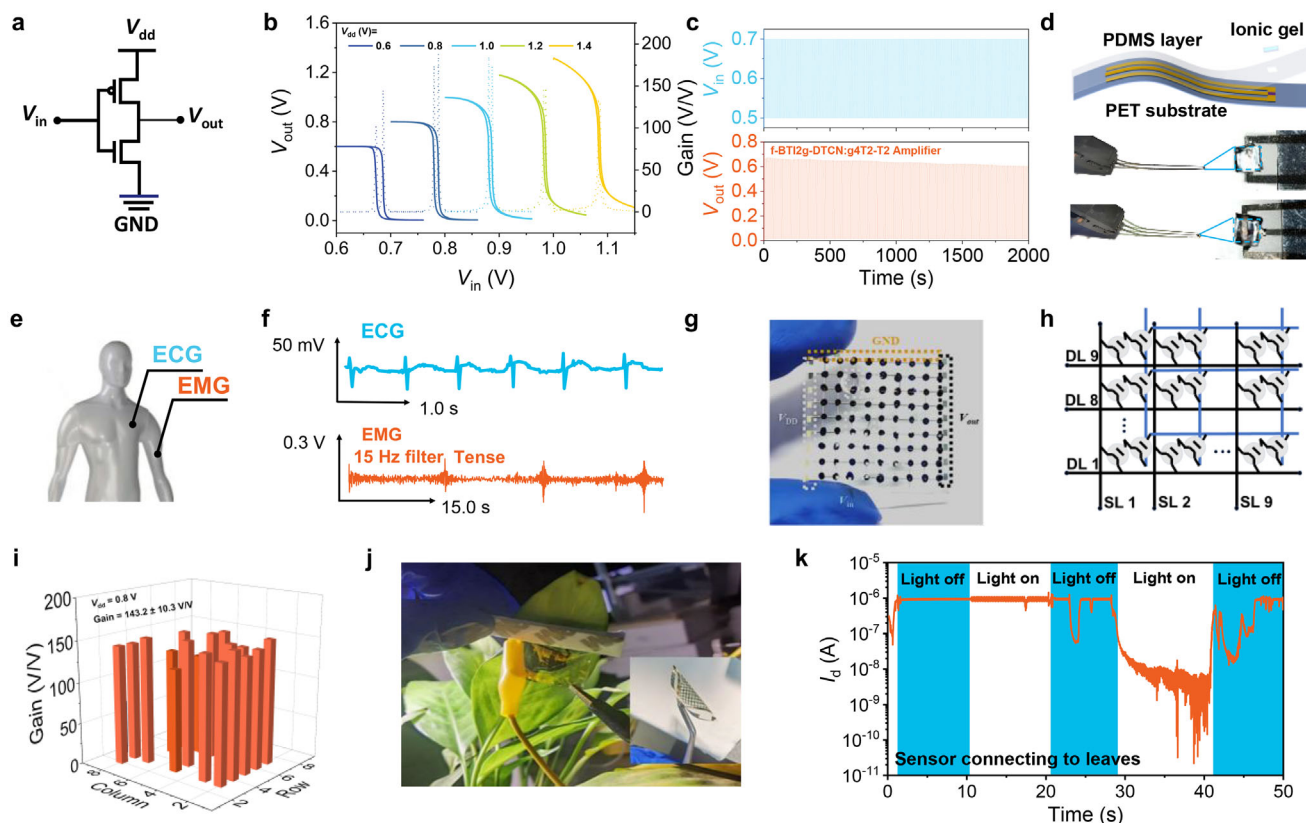 a
V_dd
V_in
V_out
GND
b
V_dd (V)=
0.6
0.8
1.0
1.2
1.4
1.6
1.2
0.8
0.4
0.0
V_out (V)
200
150
100
50
0
Gain (V/V)
0.6
0.7
0.8
0.9
1.0
1.1
V_in (V)
c
0.7
0.6
0.5
V_in (V)
f-BTI2g-DTCN:g4T2-T2 Amplifier
0.8
0.6
0.4
0.2
0.0
V_out (V)
0
500
1000
1500
2000
Time (s)
d
Ionic gel
PDMS layer
PET substrate
e
ECG
EMG
f
ECG
50 mV
1.0 s
EMG
0.3 V
15 Hz filter Tense
15.0 s
g
GND
V_DD
V_out
V_in
h
DL 9
DL 8
DL 1
SL 1
SL 2
SL 9
i
V_dd = 0.8 V
Gain = 143.2 ± 10.3 V/V
200
150
100
50
0
Gain (V/V)
8
6
4
2
Column
2
4
6
8
Row
j
k
Light off
Light on
Light off
Light on
Light off
10⁻⁵
10⁻⁶
10⁻⁷
10⁻⁸
10⁻⁹
10⁻¹⁰
10⁻¹¹
I_d (A)
Sensor connecting to leaves
0
10
20
30
40
50
Time (s)